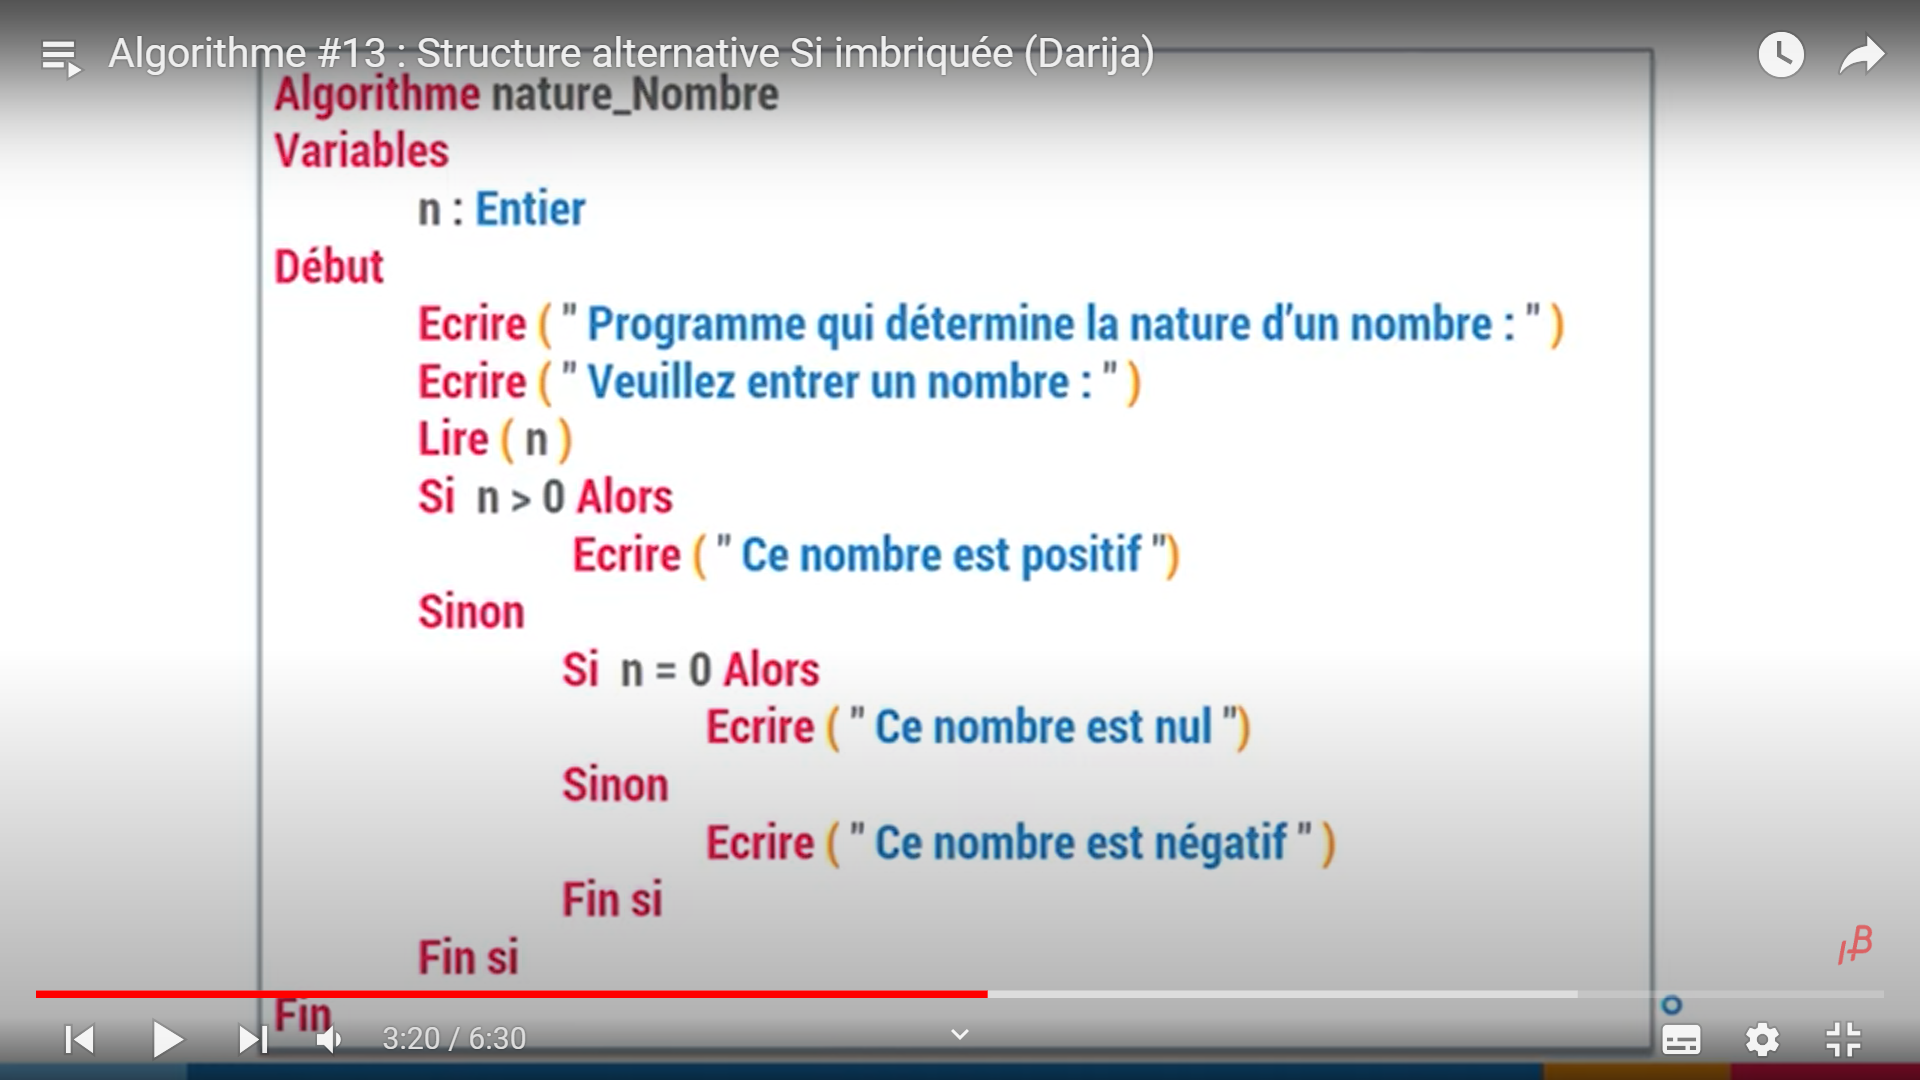 Algorithme #13 : Structure alternative Si imbriquée (Darija)
Algorithme nature_Nombre
Variables
n : Entier
Début
Ecrire ( " Programme qui détermine la nature d’un nombre : " )
Ecrire ( " Veuillez entrer un nombre : " )
Lire ( n )
Si n > 0 Alors
Ecrire ( " Ce nombre est positif ")
Sinon
Si n = 0 Alors
Ecrire ( " Ce nombre est nul ")
Sinon
Ecrire ( " Ce nombre est négatif " )
Fin si
Fin si
Fin
3:20 / 6:30